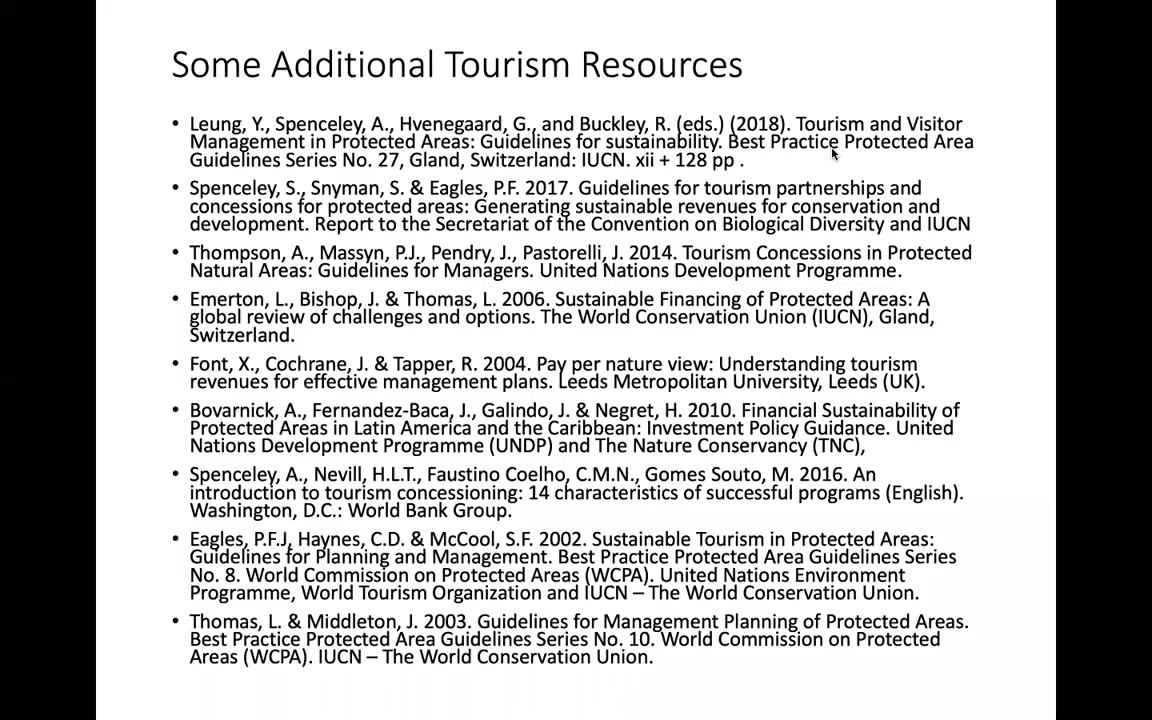 Some Additional Tourism Resources
• Leung, Y., Spenceley, A., Hvenegaard, G., and Buckley, R. (eds.) (2018). Tourism and Visitor
Management in Protected Areas: Guidelines for sustainability. Best Practice Protected Area
Guidelines Series No. 27, Gland, Switzerland: IUCN. xii + 128 pp .
• Spenceley, S., Snyman, S. & Eagles, P.F. 2017. Guidelines for tourism partnerships and
concessions for protected areas: Generating sustainable revenues for conservation and
development. Report to the Secretariat of the Convention on Biological Diversity and IUCN
• Thompson, A., Massyn, P.J., Pendry, J., Pastorelli, J. 2014. Tourism Concessions in Protected
Natural Areas: Guidelines for Managers. United Nations Development Programme.
• Emerton, L., Bishop, J. & Thomas, L. 2006. Sustainable Financing of Protected Areas: A
global review of challenges and options. The World Conservation Union (IUCN), Gland,
Switzerland.
• Font, X., Cochrane, J. & Tapper, R. 2004. Pay per nature view: Understanding tourism
revenues for effective management plans. Leeds Metropolitan University, Leeds (UK).
• Bovarnick, A., Fernandez-Baca, J., Galindo, J. & Negret, H. 2010. Financial Sustainability of
Protected Areas in Latin America and the Caribbean: Investment Policy Guidance. United
Nations Development Programme (UNDP) and The Nature Conservancy (TNC),
• Spenceley, A., Nevill, H.L.T., Faustino Coelho, C.M.N., Gomes Souto, M. 2016. An
introduction to tourism concessioning: 14 characteristics of successful programs (English).
Washington, D.C.: World Bank Group.
• Eagles, P.F.J, Haynes, C.D. & McCool, S.F. 2002. Sustainable Tourism in Protected Areas:
Guidelines for Planning and Management. Best Practice Protected Area Guidelines Series
No. 8. World Commission on Protected Areas (WCPA). United Nations Environment
Programme, World Tourism Organization and IUCN – The World Conservation Union.
• Thomas, L. & Middleton, J. 2003. Guidelines for Management Planning of Protected Areas.
Best Practice Protected Area Guidelines Series No. 10. World Commission on Protected
Areas (WCPA). IUCN – The World Conservation Union.